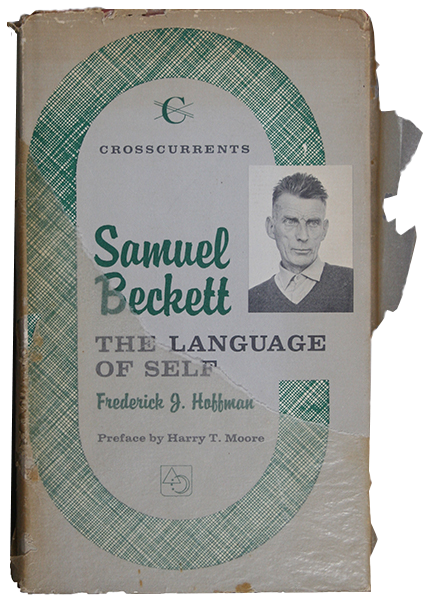 C
CROSSCURRENTS
Samuel
Beckett
THE LANGUAGE
OF SELF
Frederick J. Hoffman
Preface by Harry T. Moore